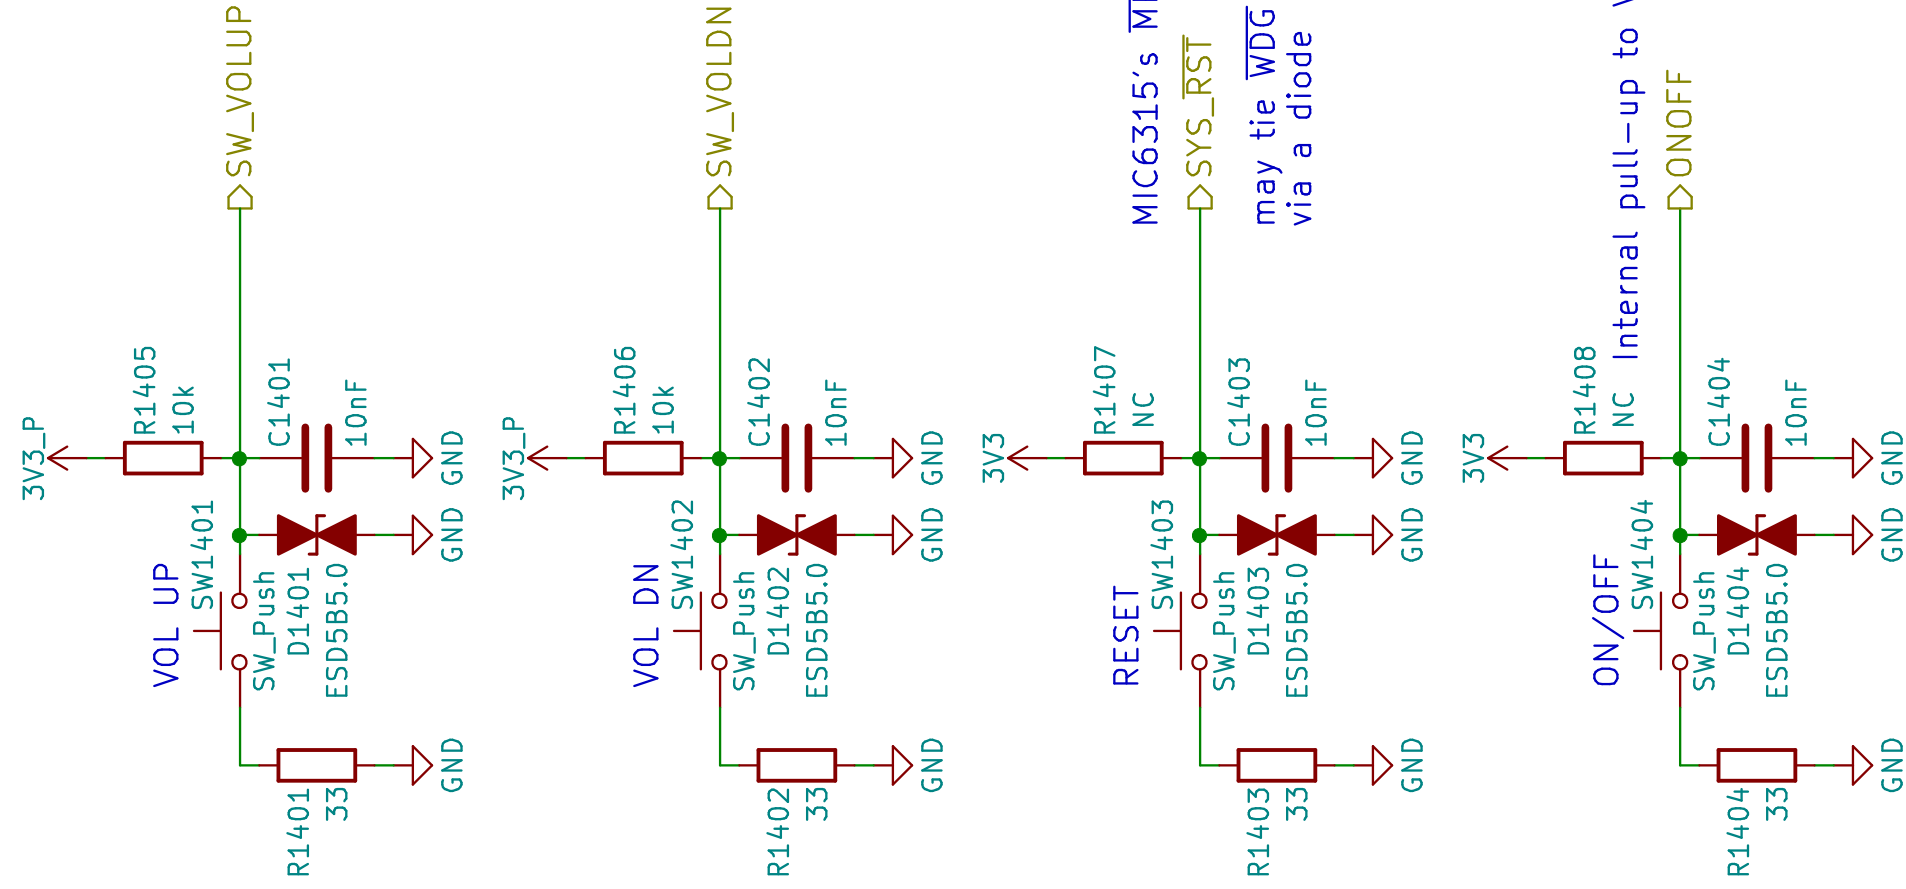 SW_VOLUP
3V3_P
R1405
10k
C1401
10nF
GND
GND
VOL UP
SW1401
SW_Push
D1401
ESD5B5.0
R1401
33
GND
SW_VOLDN
3V3_P
R1406
10k
C1402
10nF
GND
GND
VOL DN
SW1402
SW_Push
D1402
ESD5B5.0
R1402
33
GND
MIC6315's
SYS_RST
may tie WDG
via a diode
3V3
R1407
NC
C1403
10nF
GND
GND
RESET
SW1403
SW_Push
D1403
ESD5B5.0
R1403
33
GND
Internal pull-up to
ONOFF
3V3
R1408
NC
C1404
10nF
GND
GND
ON/OFF
SW1404
SW_Push
D1404
ESD5B5.0
R1404
33
GND